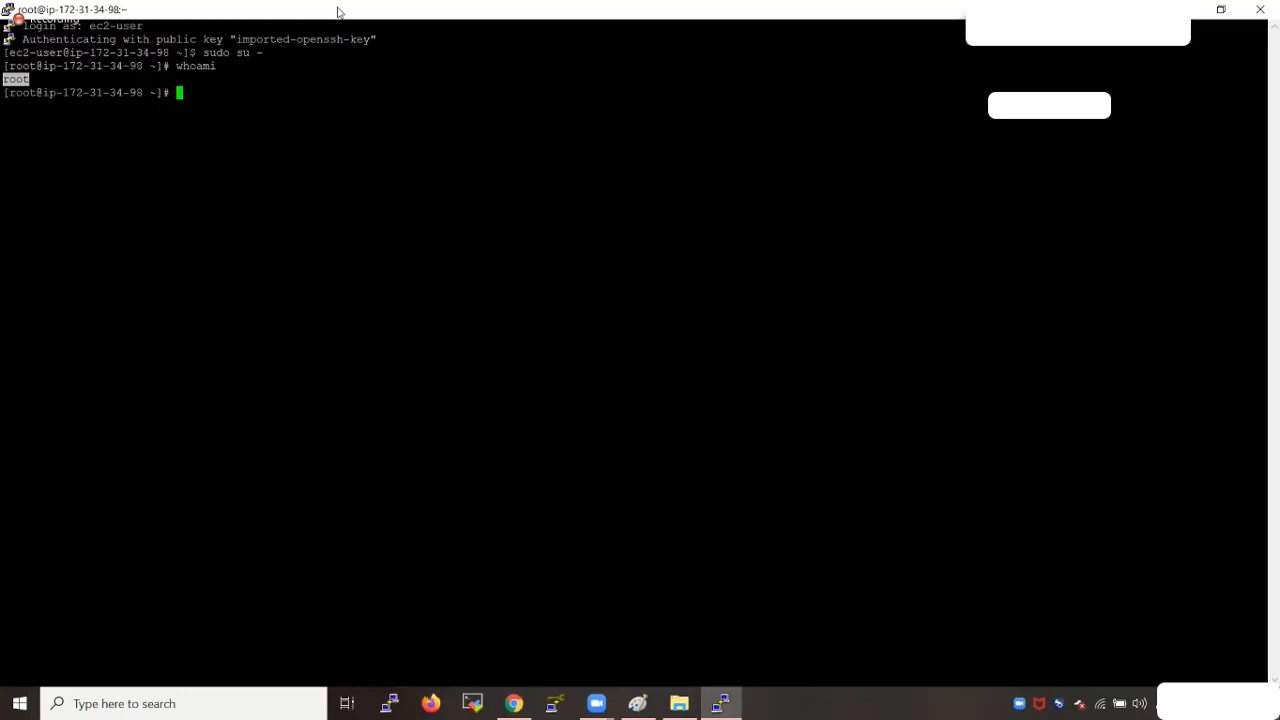 root@ip-172-31-34-98:~
Recording
login as: ec2-user
Authenticating with public key "imported-openssh-key"
[ec2-user@ip-172-31-34-98 ~]$ sudo su -
[root@ip-172-31-34-98 ~]# whoami
root
[root@ip-172-31-34-98 ~]#
Type here to search